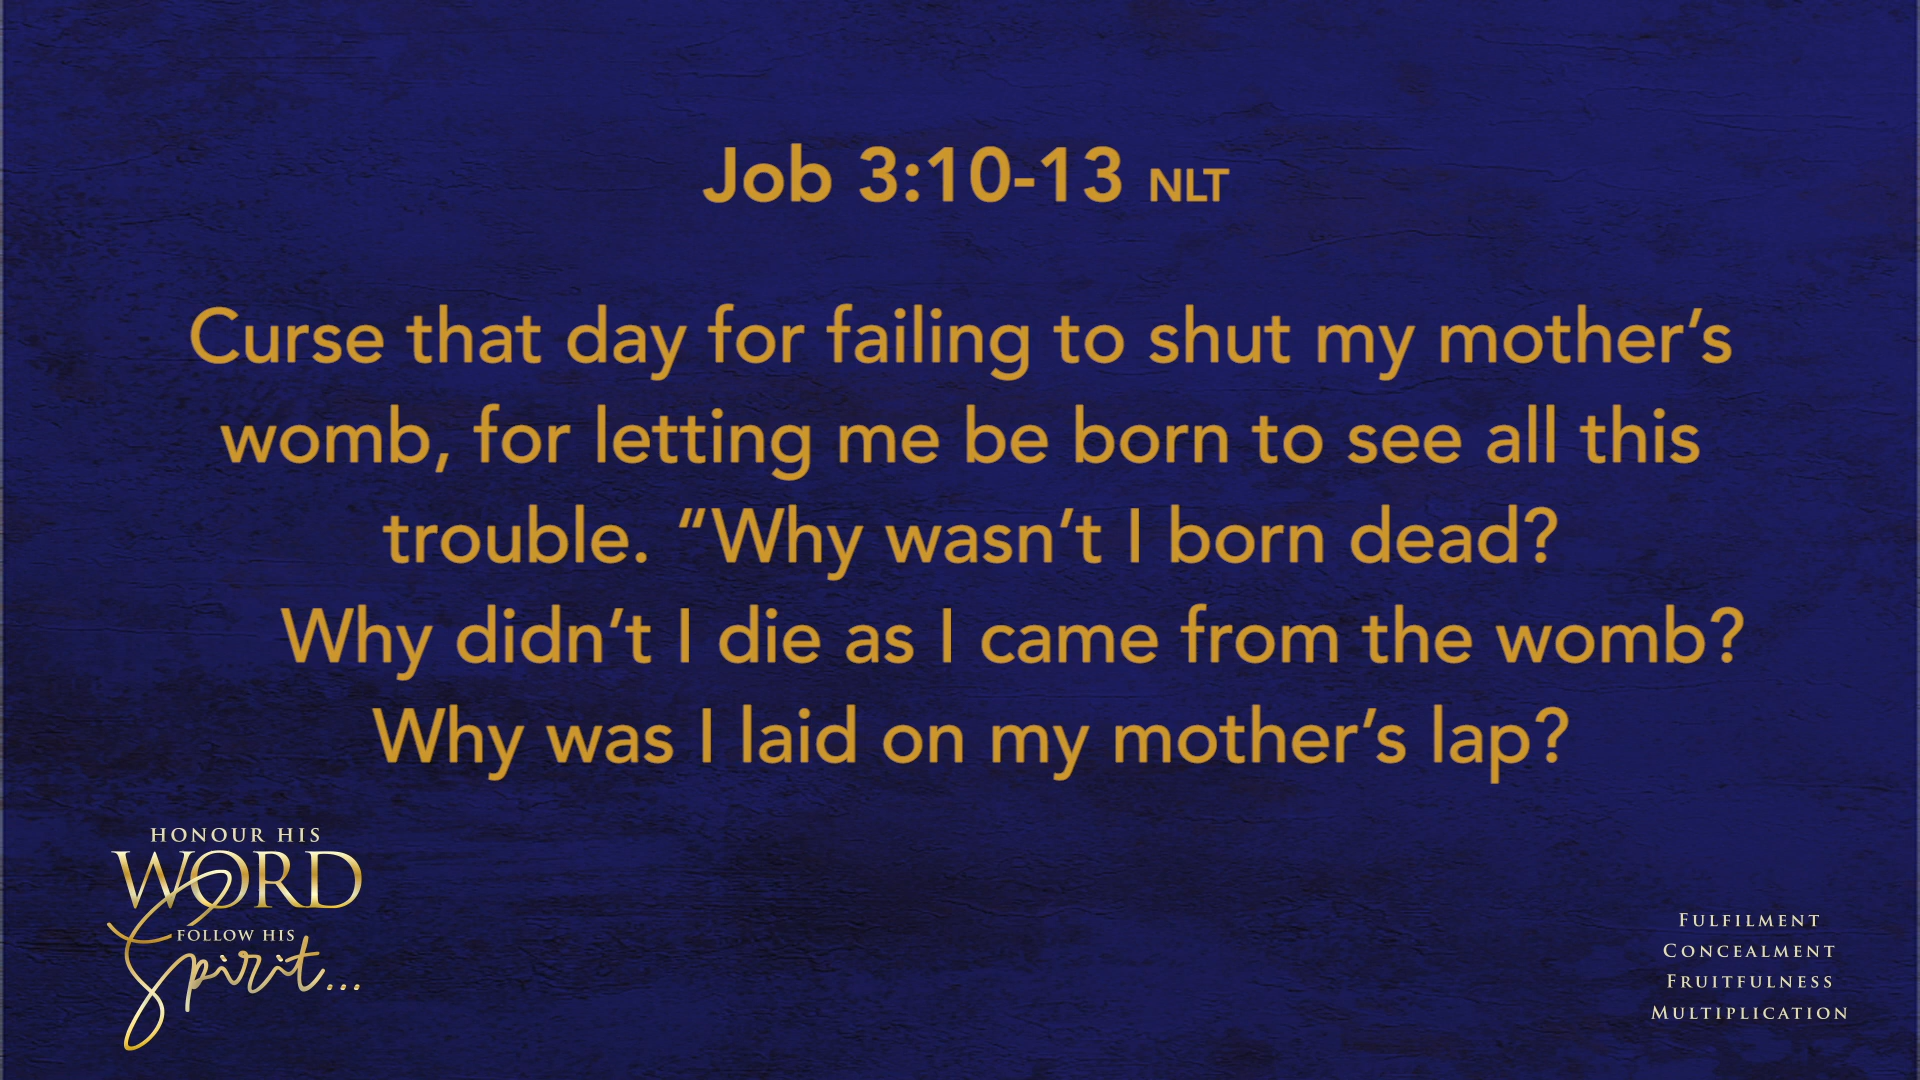 Job 3:10-13 NLT
Curse that day for failing to shut my mother’s
womb, for letting me be born to see all this
trouble. “Why wasn’t I born dead?
Why didn’t I die as I came from the womb?
Why was I laid on my mother’s lap?
HONOUR HIS
WORD
FOLLOW HIS
Spirit...
FULFILMENT
CONCEALMENT
FRUITFULNESS
MULTIPLICATION